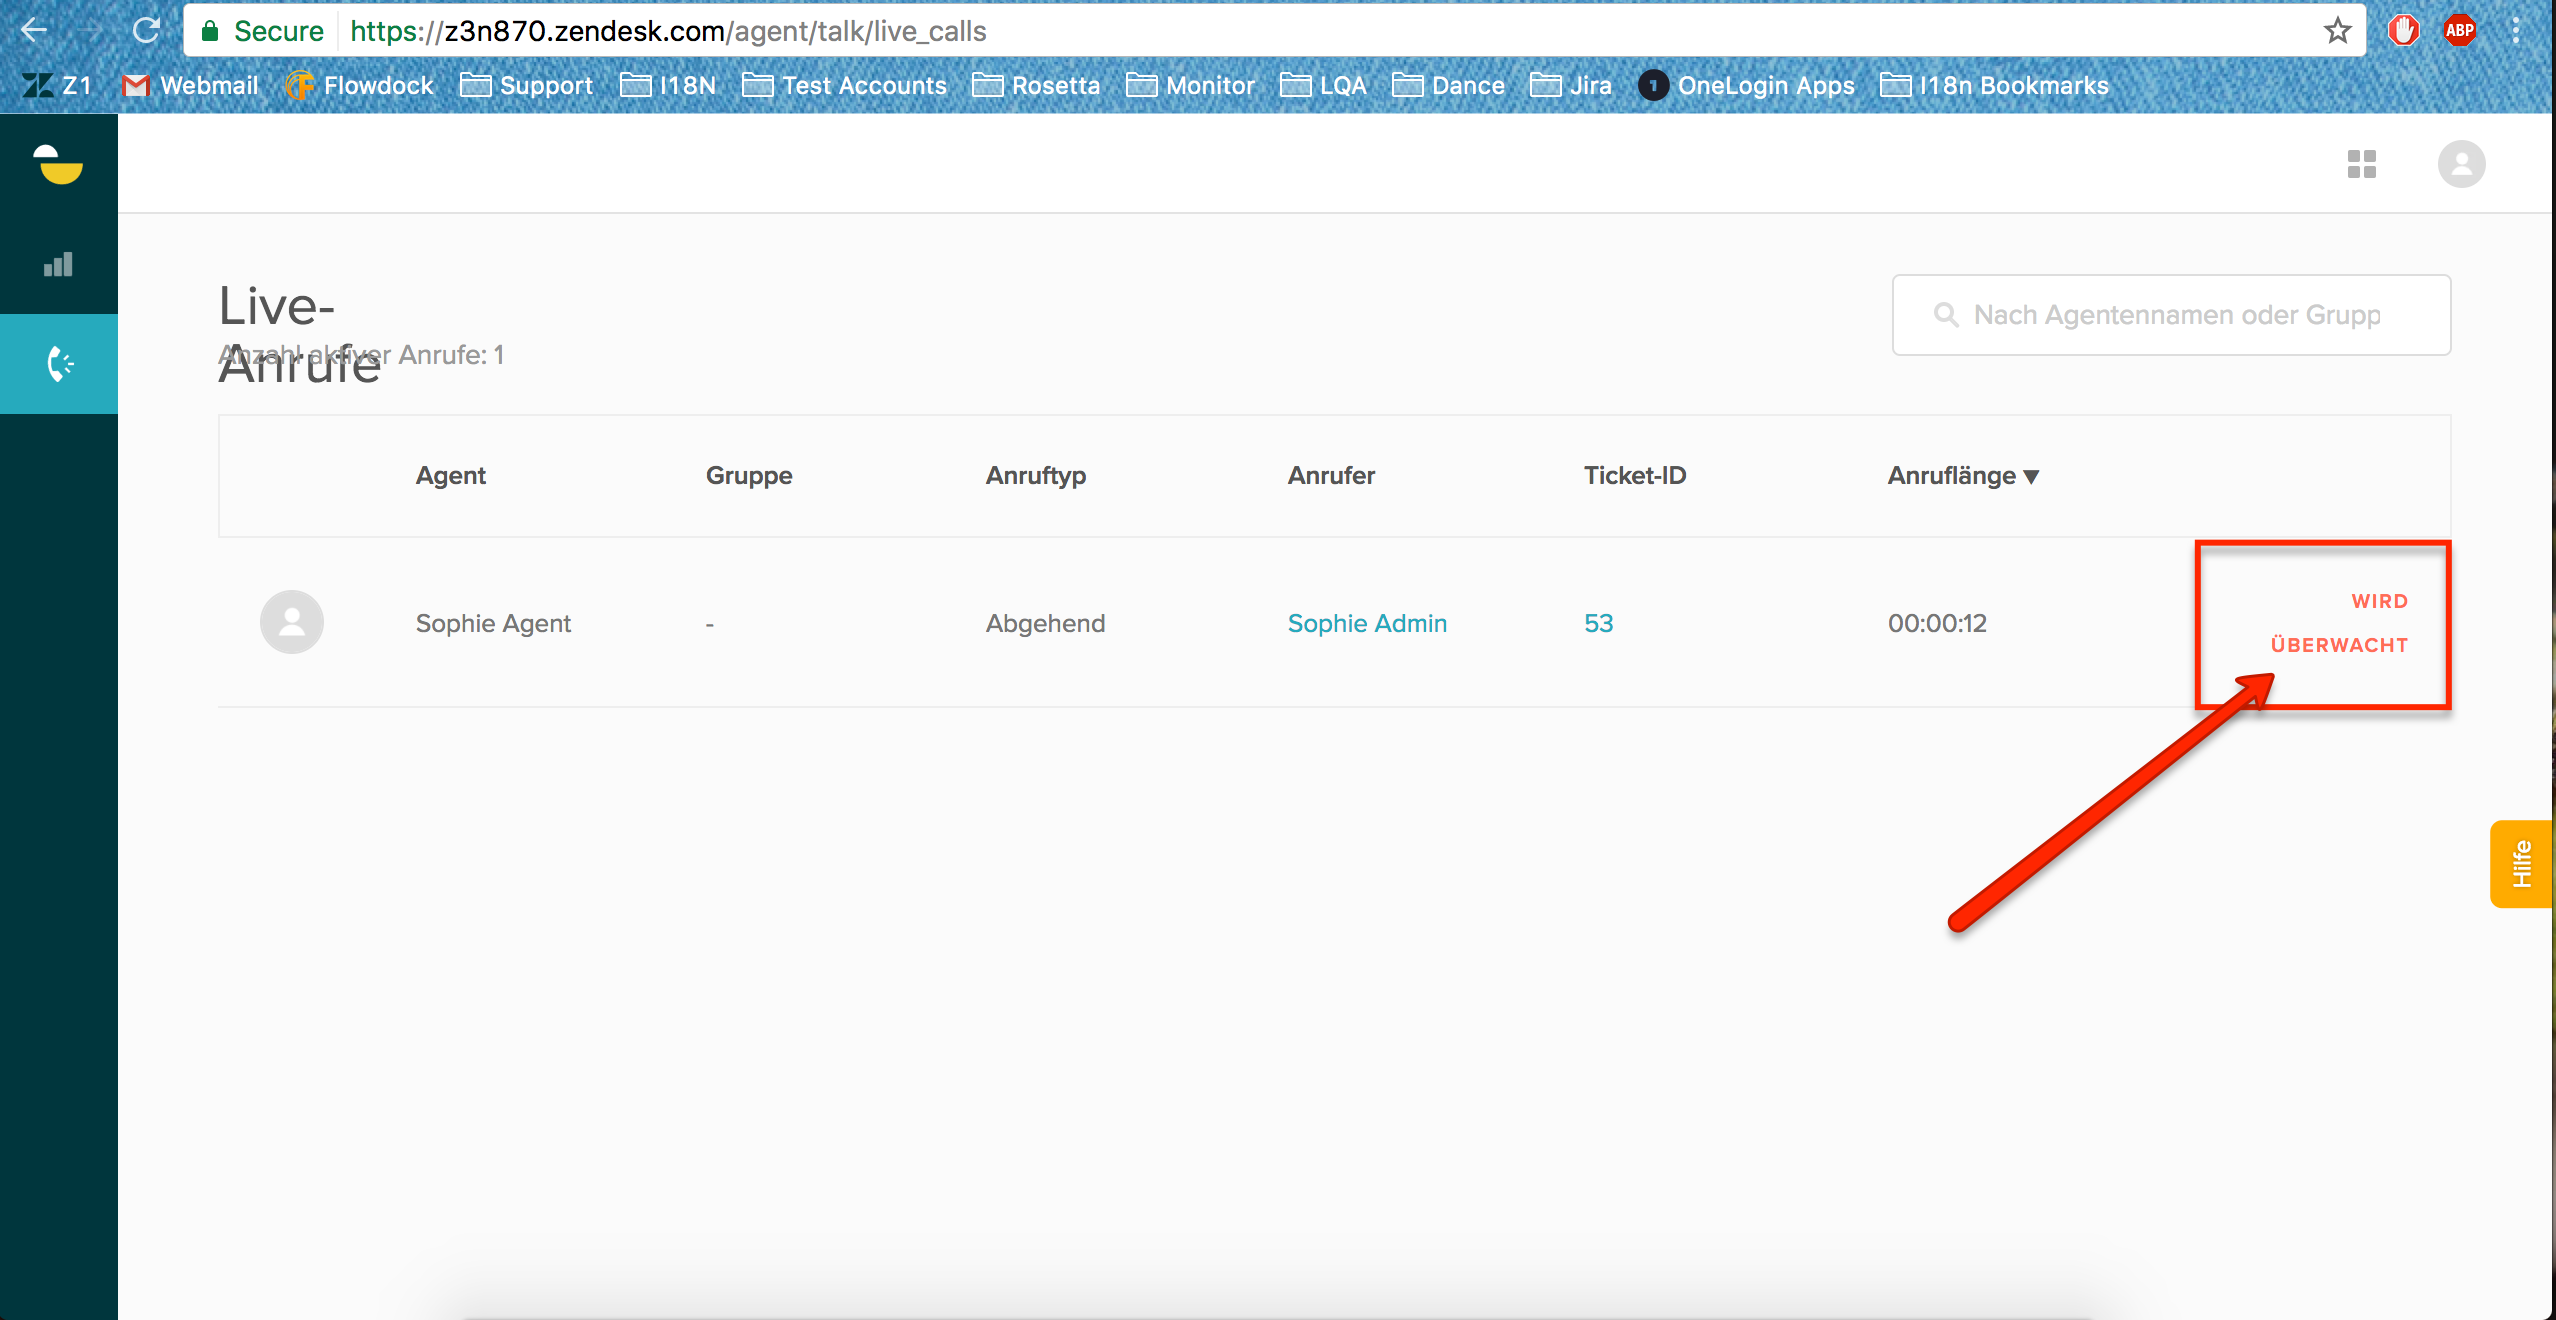 Secure https://z3n870.zendesk.com/agent/talk/live_calls ABP
Z1 Webmail Flowdock Support I18N Test Accounts Rosetta Monitor LQA Dance Jira 1 OneLogin Apps I18n Bookmarks
Live-
Anrufe
Anzahl aktiver Anrufe: 1
Nach Agentennamen oder Grupp
Agent Gruppe Anruftyp Anrufer Ticket-ID Anruflänge ▼
Sophie Agent - Abgehend Sophie Admin 53 00:00:12 WIRD
ÜBERWACHT
Hilfe